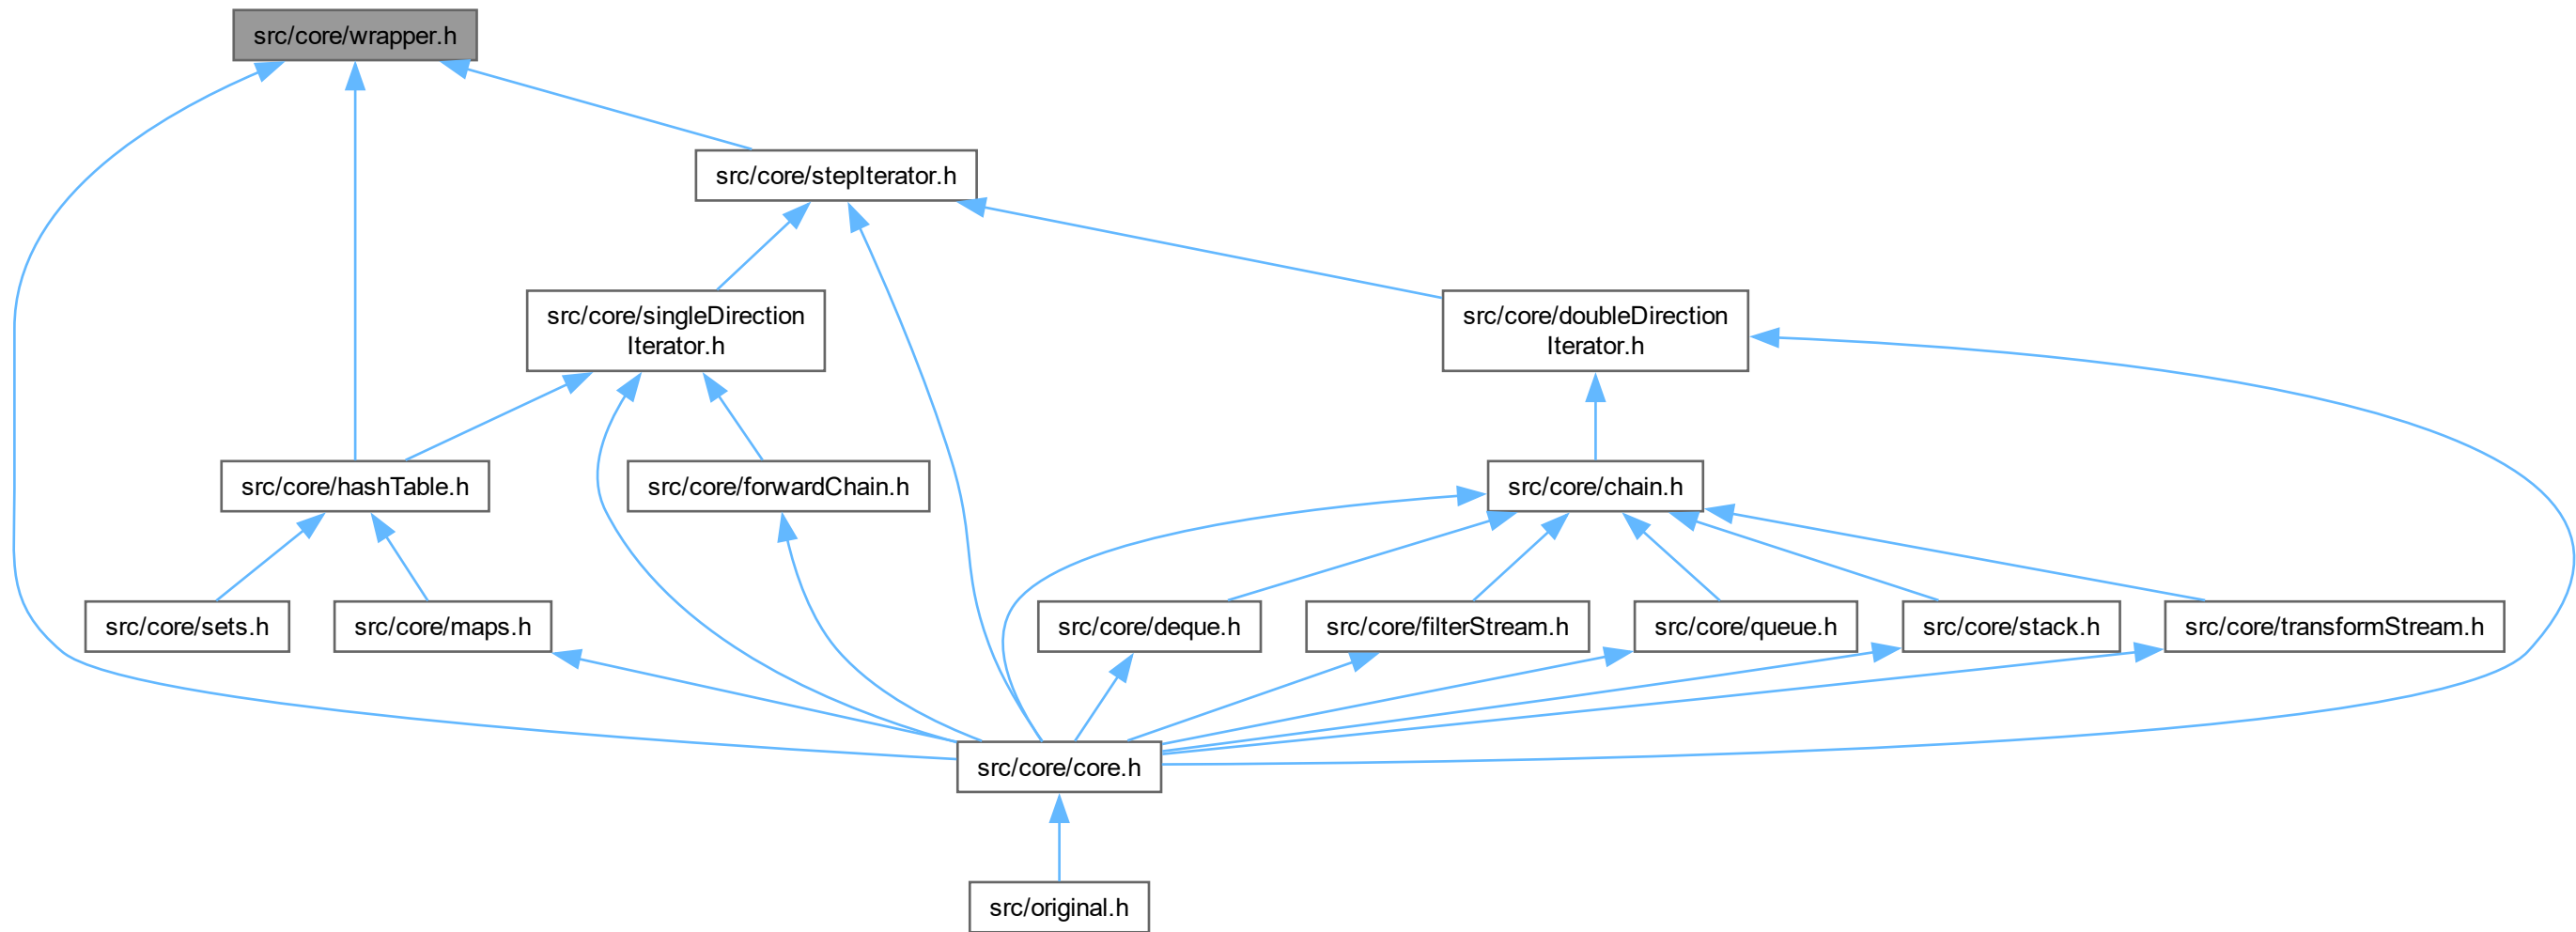 src/core/wrapper.h
src/core/stepIterator.h
src/core/singleDirection
Iterator.h
src/core/doubleDirection
Iterator.h
src/core/hashTable.h
src/core/forwardChain.h
src/core/chain.h
src/core/sets.h
src/core/maps.h
src/core/deque.h
src/core/filterStream.h
src/core/queue.h
src/core/stack.h
src/core/transformStream.h
src/core/core.h
src/original.h